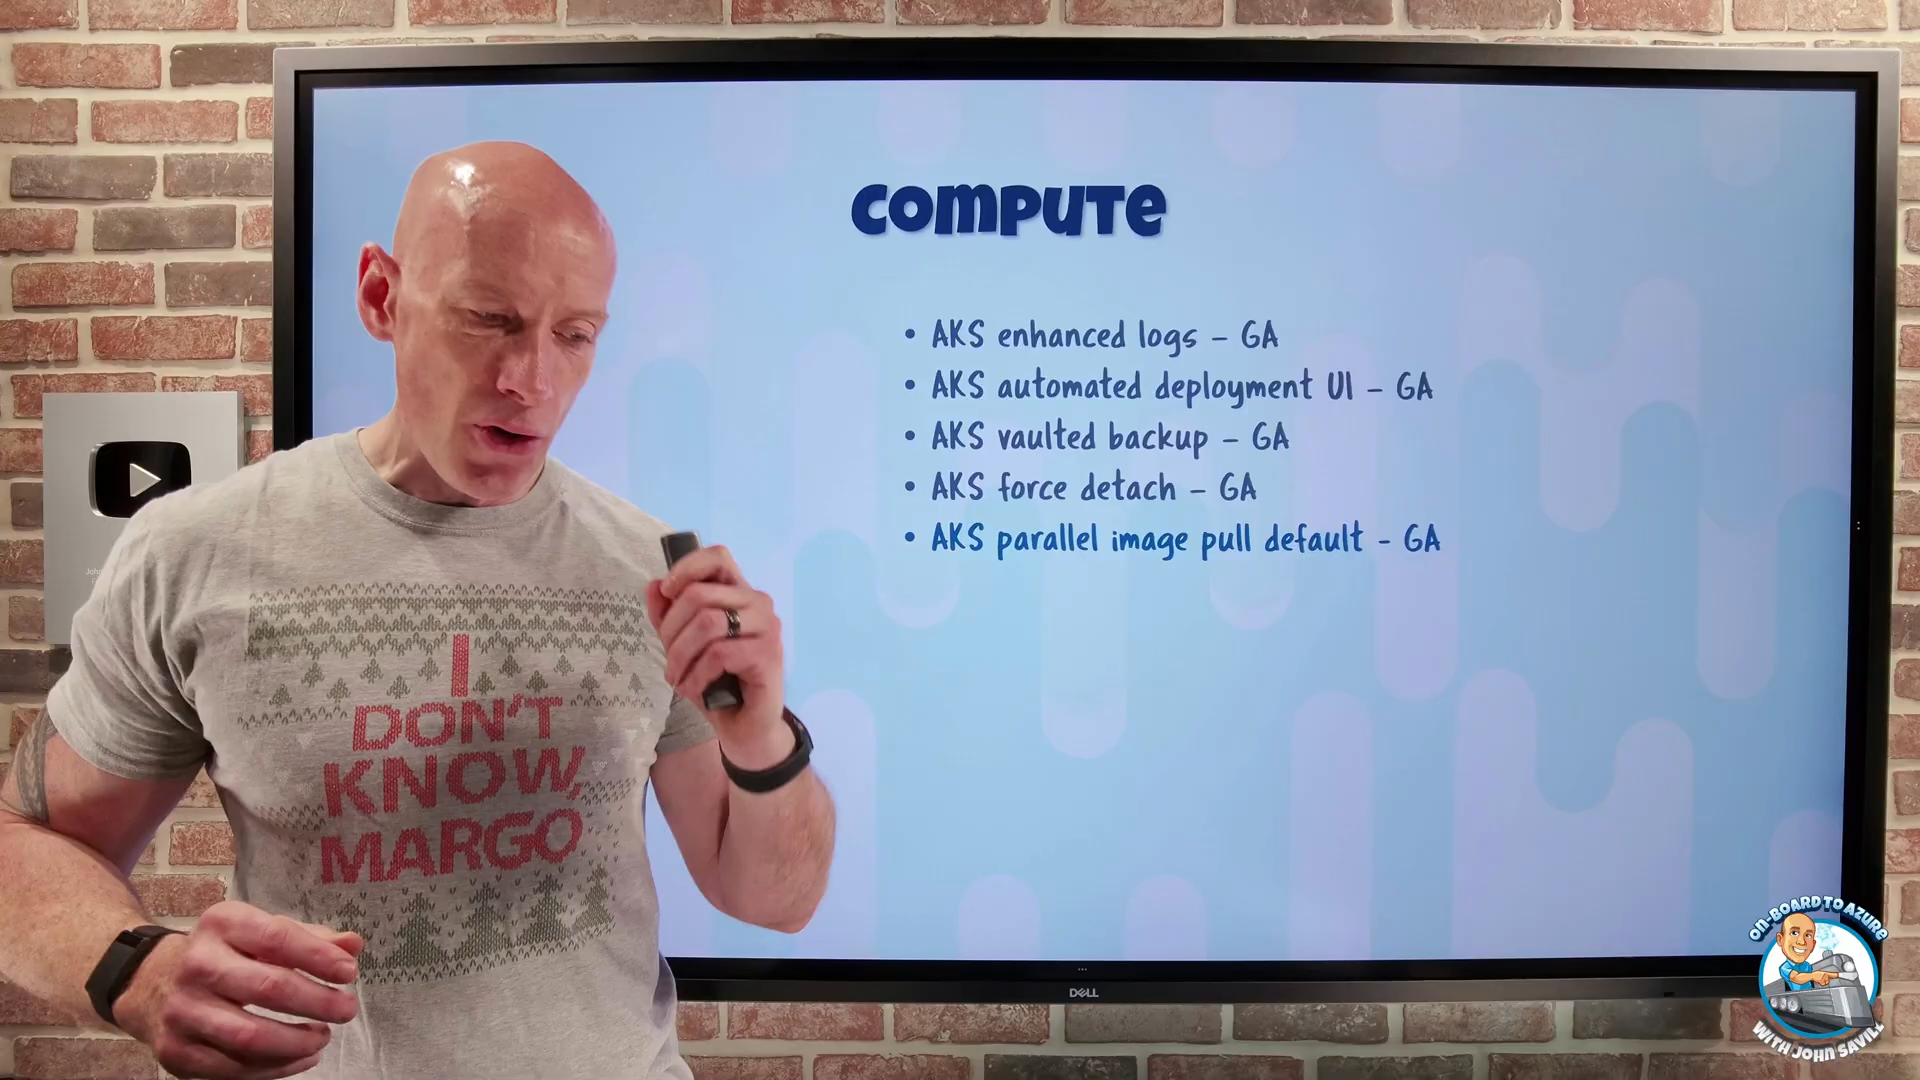 compute
• AKS enhanced logs – GA
• AKS automated deployment UI – GA
• AKS vaulted backup – GA
• AKS force detach – GA
• AKS parallel image pull default - GA
I
DON'T
KNOW,
MARGO
DELL
ON-BOARD TO AZURE
WITH JOHN SAVILL